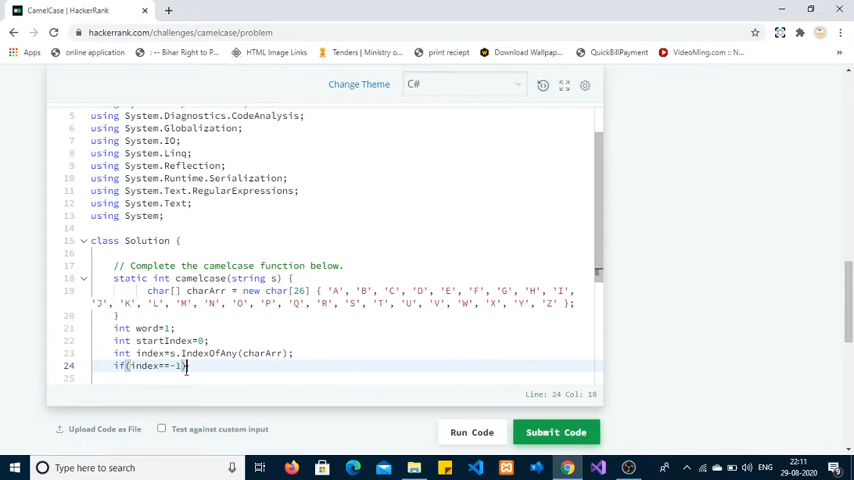 CamelCase | HackerRank
hackerrank.com/challenges/camelcase/problem
Apps
online application
: -- Bihar Right to P...
HTML Image Links
Tenders | Ministry o...
print reciept
Download Wallpap...
QuickBillPayment
VideoMing.com :: N...
Change Theme
C#
5 using System.Diagnostics.CodeAnalysis;
6 using System.Globalization;
7 using System.IO;
8 using System.Linq;
9 using System.Reflection;
10 using System.Runtime.Serialization;
11 using System.Text.RegularExpressions;
12 using System.Text;
13 using System;
14
15 class Solution {
16
17 // Complete the camelcase function below.
18 static int camelcase(string s) {
19 char[] charArr = new char[26] { 'A', 'B', 'C', 'D', 'E', 'F', 'G', 'H', 'I',
'J', 'K', 'L', 'M', 'N', 'O', 'P', 'Q', 'R', 'S', 'T', 'U', 'V', 'W', 'X', 'Y', 'Z' };
20 }
21 int word=1;
22 int startIndex=0;
23 int index=s.IndexOfAny(charArr);
24 if(index==-1)
25
Line: 24 Col: 18
Upload Code as File
Test against custom input
Run Code
Submit Code
Type here to search
ENG
22:11
29-08-2020